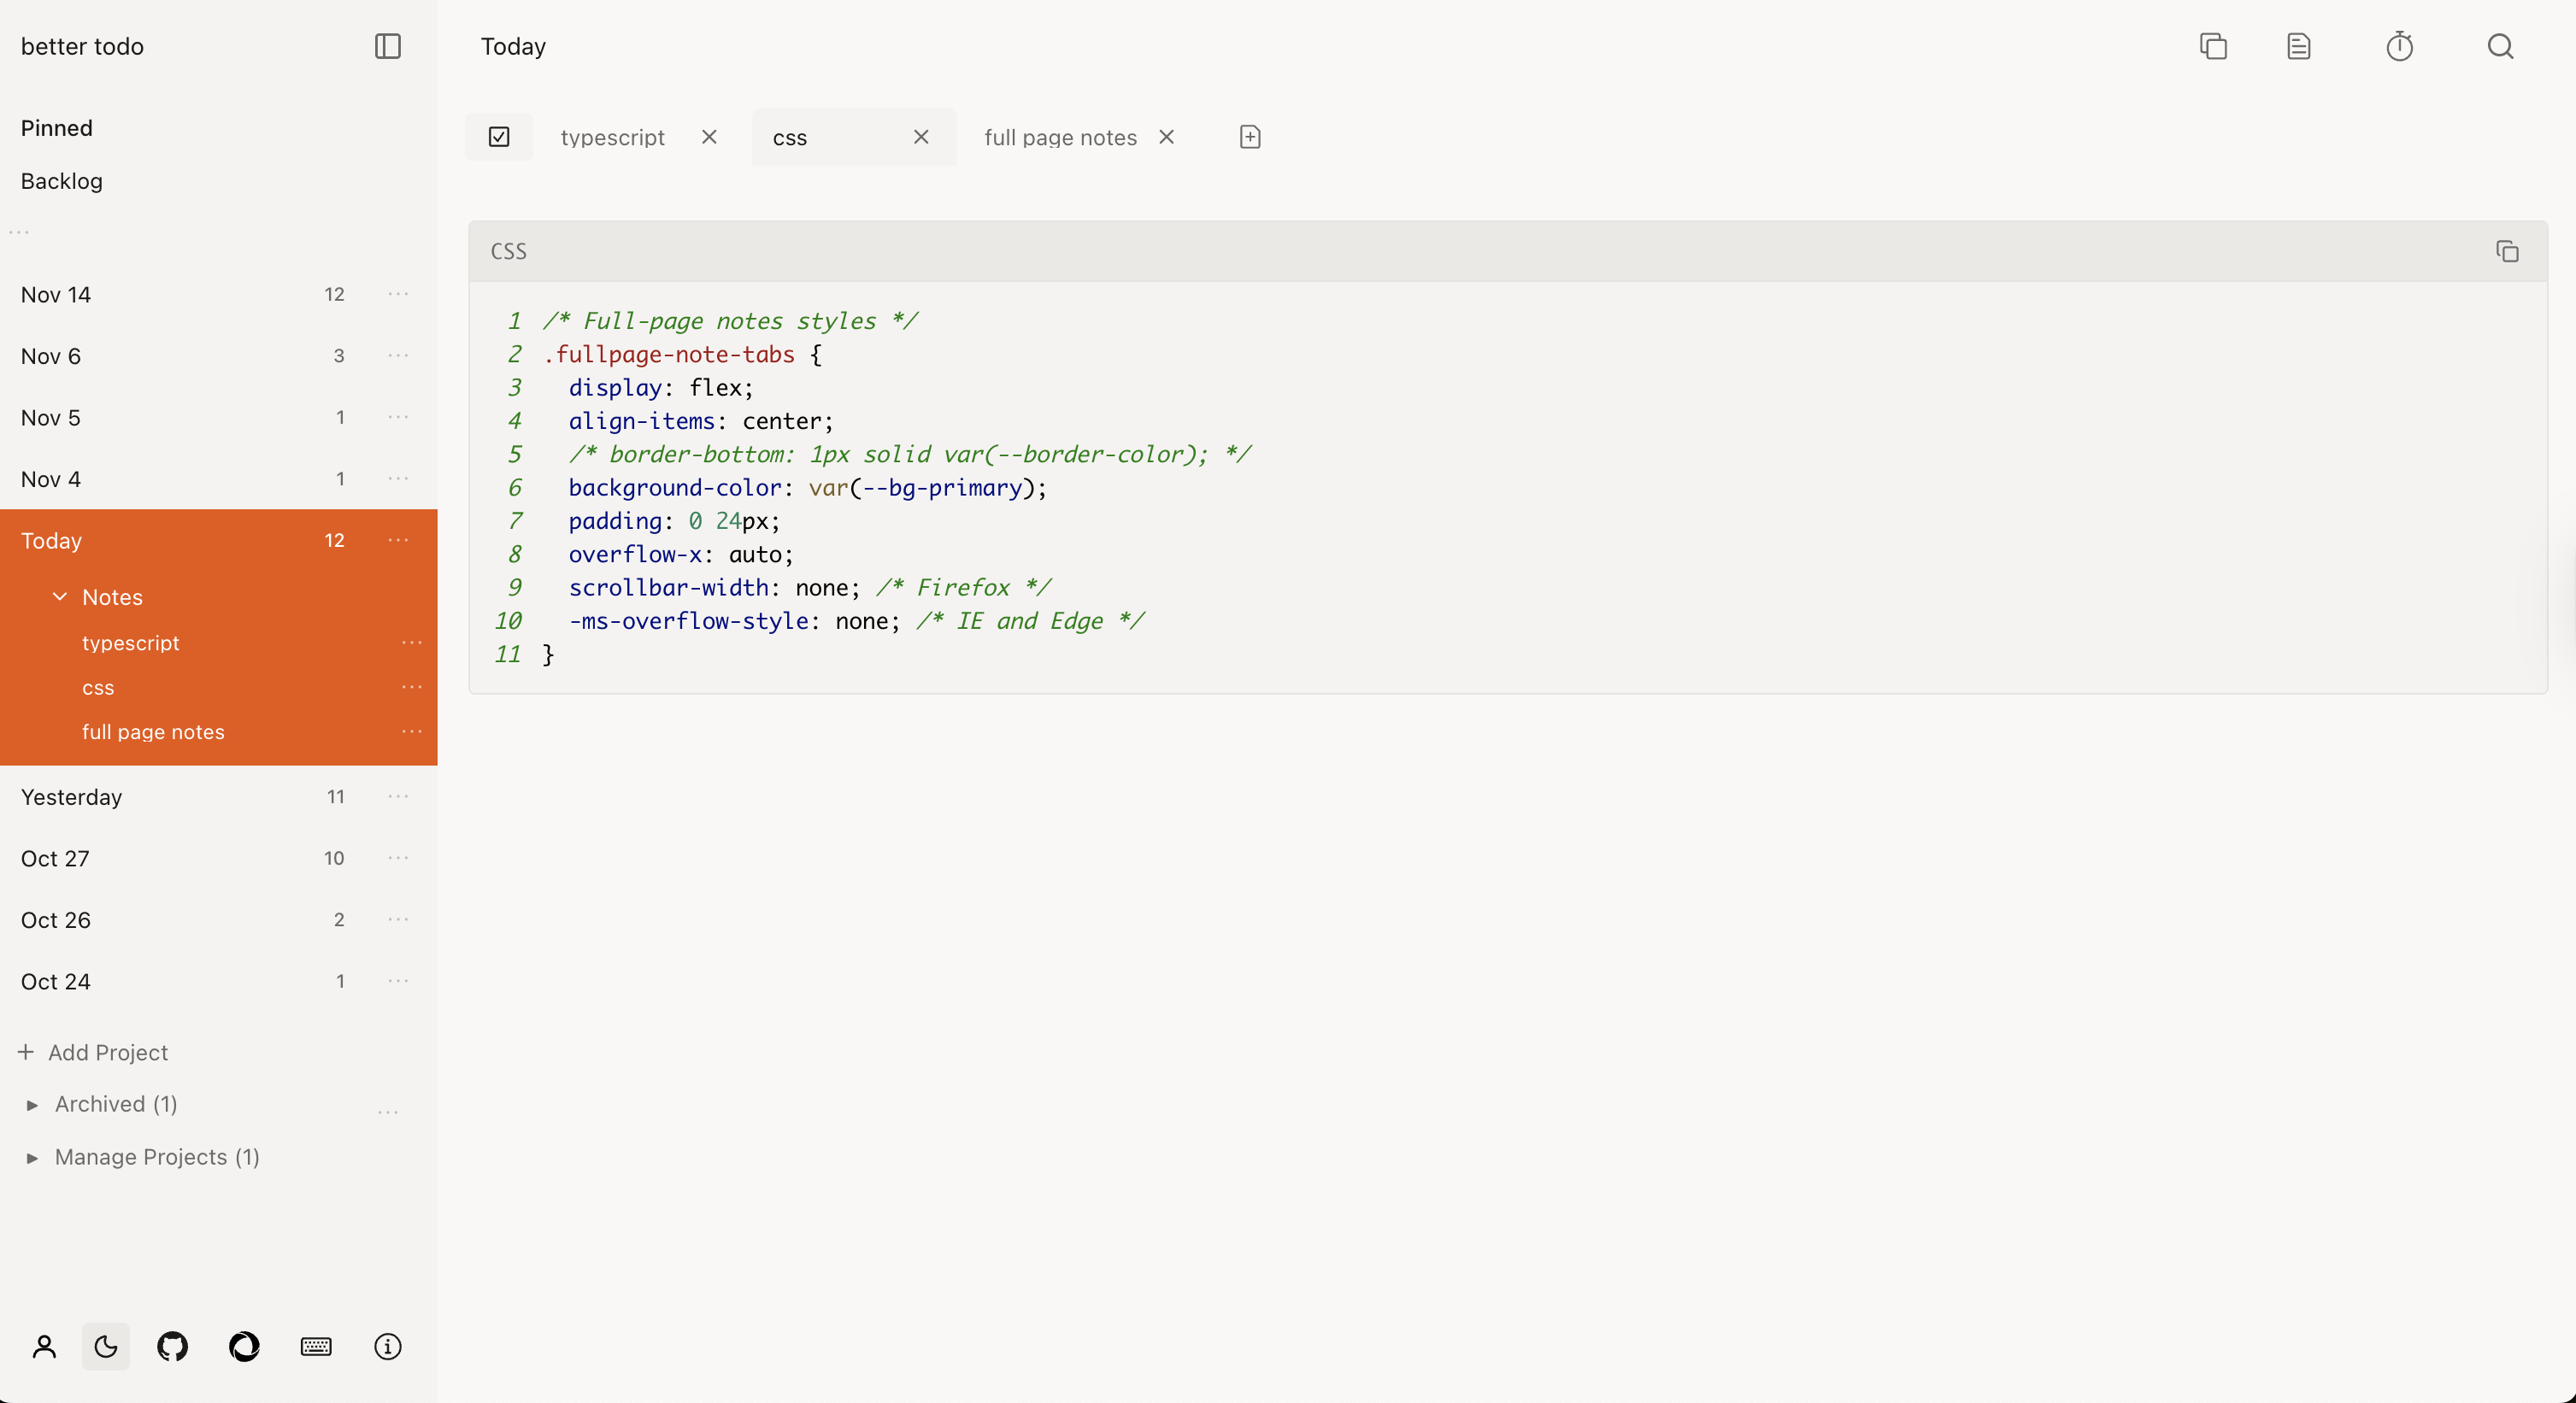 better todo
Today
Pinned
Backlog
...
Nov 14 12 ...
Nov 6 3 ...
Nov 5 1 ...
Nov 4 1 ...
Today 12 ...
Notes
typescript ...
css ...
full page notes ...
Yesterday 11 ...
Oct 27 10 ...
Oct 26 2 ...
Oct 24 1 ...
+ Add Project
Archived (1) ...
Manage Projects (1)
typescript
css
full page notes
CSS
1 /* Full-page notes styles */
2 .fullpage-note-tabs {
3   display: flex;
4   align-items: center;
5   /* border-bottom: 1px solid var(--border-color); */
6   background-color: var(--bg-primary);
7   padding: 0 24px;
8   overflow-x: auto;
9   scrollbar-width: none; /* Firefox */
10   -ms-overflow-style: none; /* IE and Edge */
11 }